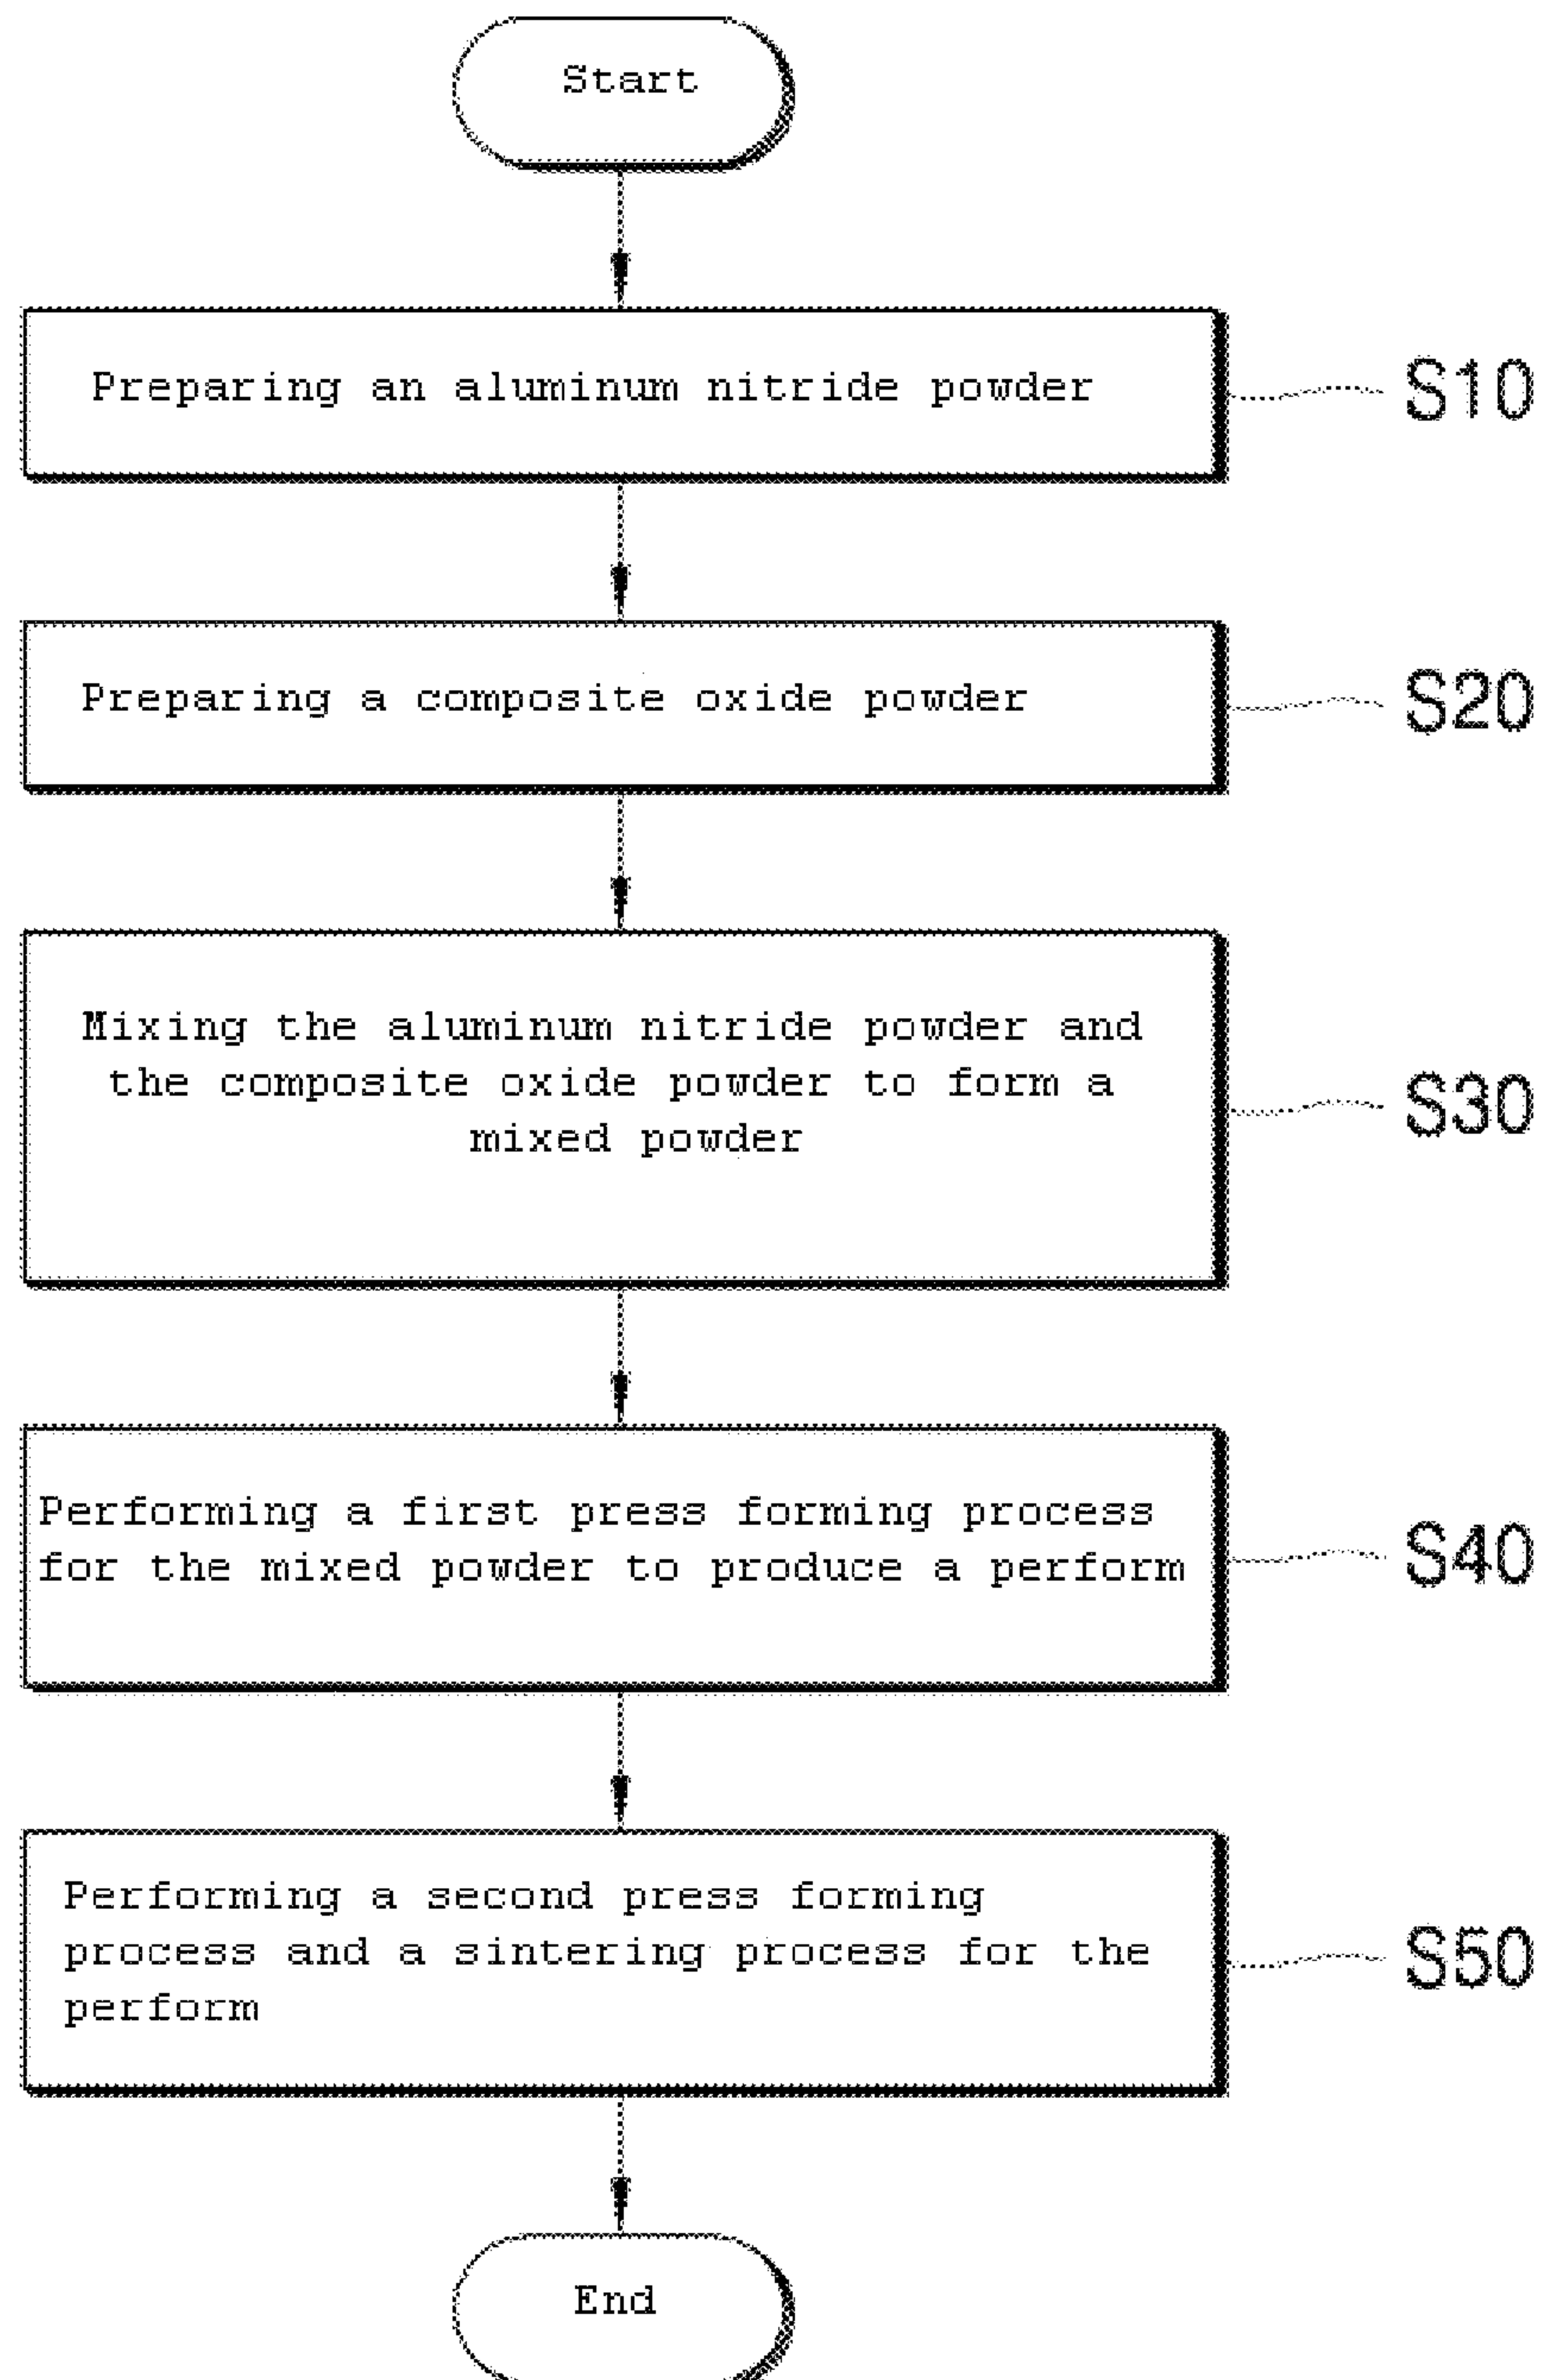 Start
Preparing an aluminum nitride powder
S10
Preparing a composite oxide powder
S20
Mixing the aluminum nitride powder and
the composite oxide powder to form a
mixed powder
S30
Performing a first press forming process
for the mixed powder to produce a perform
S40
Performing a second press forming
process and a sintering process for the
perform
S50
End